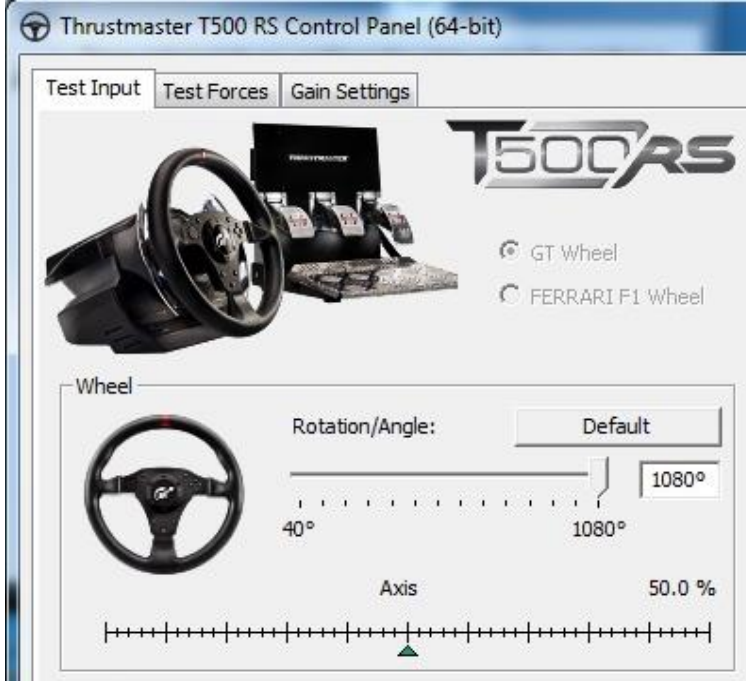 Thrustmaster T500 RS Control Panel (64-bit)
Test Input Test Forces Gain Settings
THRUSTMASTER
T500RS
GT Wheel
FERRARI F1 Wheel
Wheel
Rotation/Angle: Default
1080°
40° 1080°
Axis 50.0 %